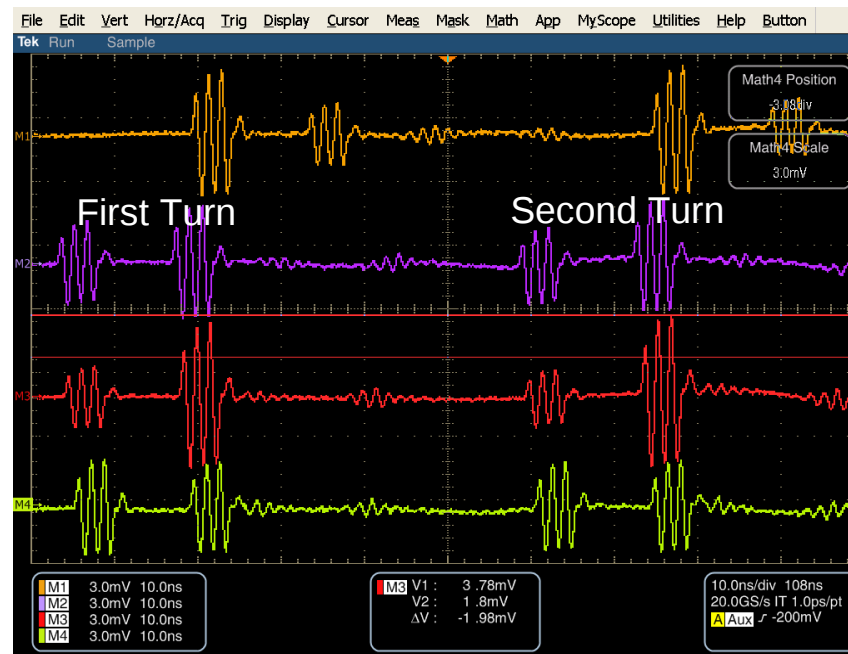 File Edit Vert Horz/Acq Trig Display Cursor Meas Mask Math App MyScope Utilities Help Button
Tek Run Sample
Math4 Position
-3.18div
M1
Math4 Scale
3.0mV
First Turn
Second Turn
M2
M3
M4
M1 3.0mV 10.0ns
M2 3.0mV 10.0ns
M3 3.0mV 10.0ns
M4 3.0mV 10.0ns
M3 V1 : 3 .78mV
V2 : 1 .8mV
ΔV : -1 .98mV
10.0ns/div 108ns
20.0GS/s IT 1.0ps/pt
A Aux -200mV